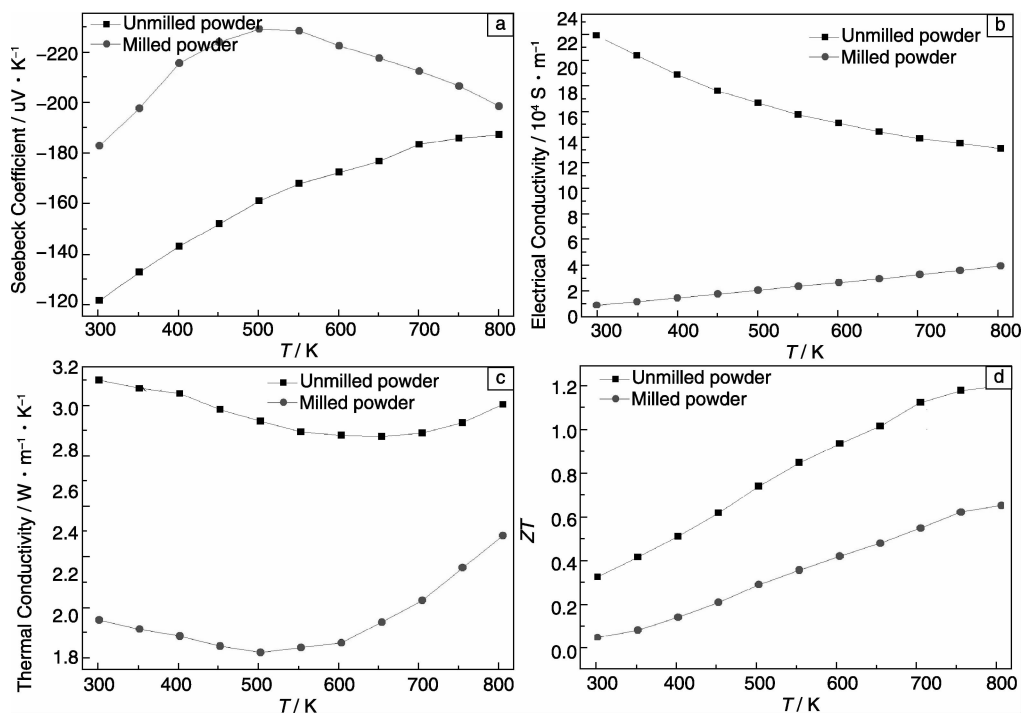 a
Unmilled powder
Milled powder
−220
−200
−180
−160
−140
−120
Seebeck Coefficient / uV · K⁻¹
300 400 500 600 700 800
T / K
b
Unmilled powder
Milled powder
24
22
20
18
16
14
12
10
8
6
4
2
0
Electrical Conductivity / 10⁴ S · m⁻¹
300 400 500 600 700 800
T / K
c
Unmilled powder
Milled powder
3.2
3.0
2.8
2.6
2.4
2.2
2.0
1.8
Thermal Conductivity / W · m⁻¹ · K⁻¹
300 400 500 600 700 800
T / K
d
Unmilled powder
Milled powder
1.2
1.0
0.8
0.6
0.4
0.2
0.0
ZT
300 400 500 600 700 800
T / K